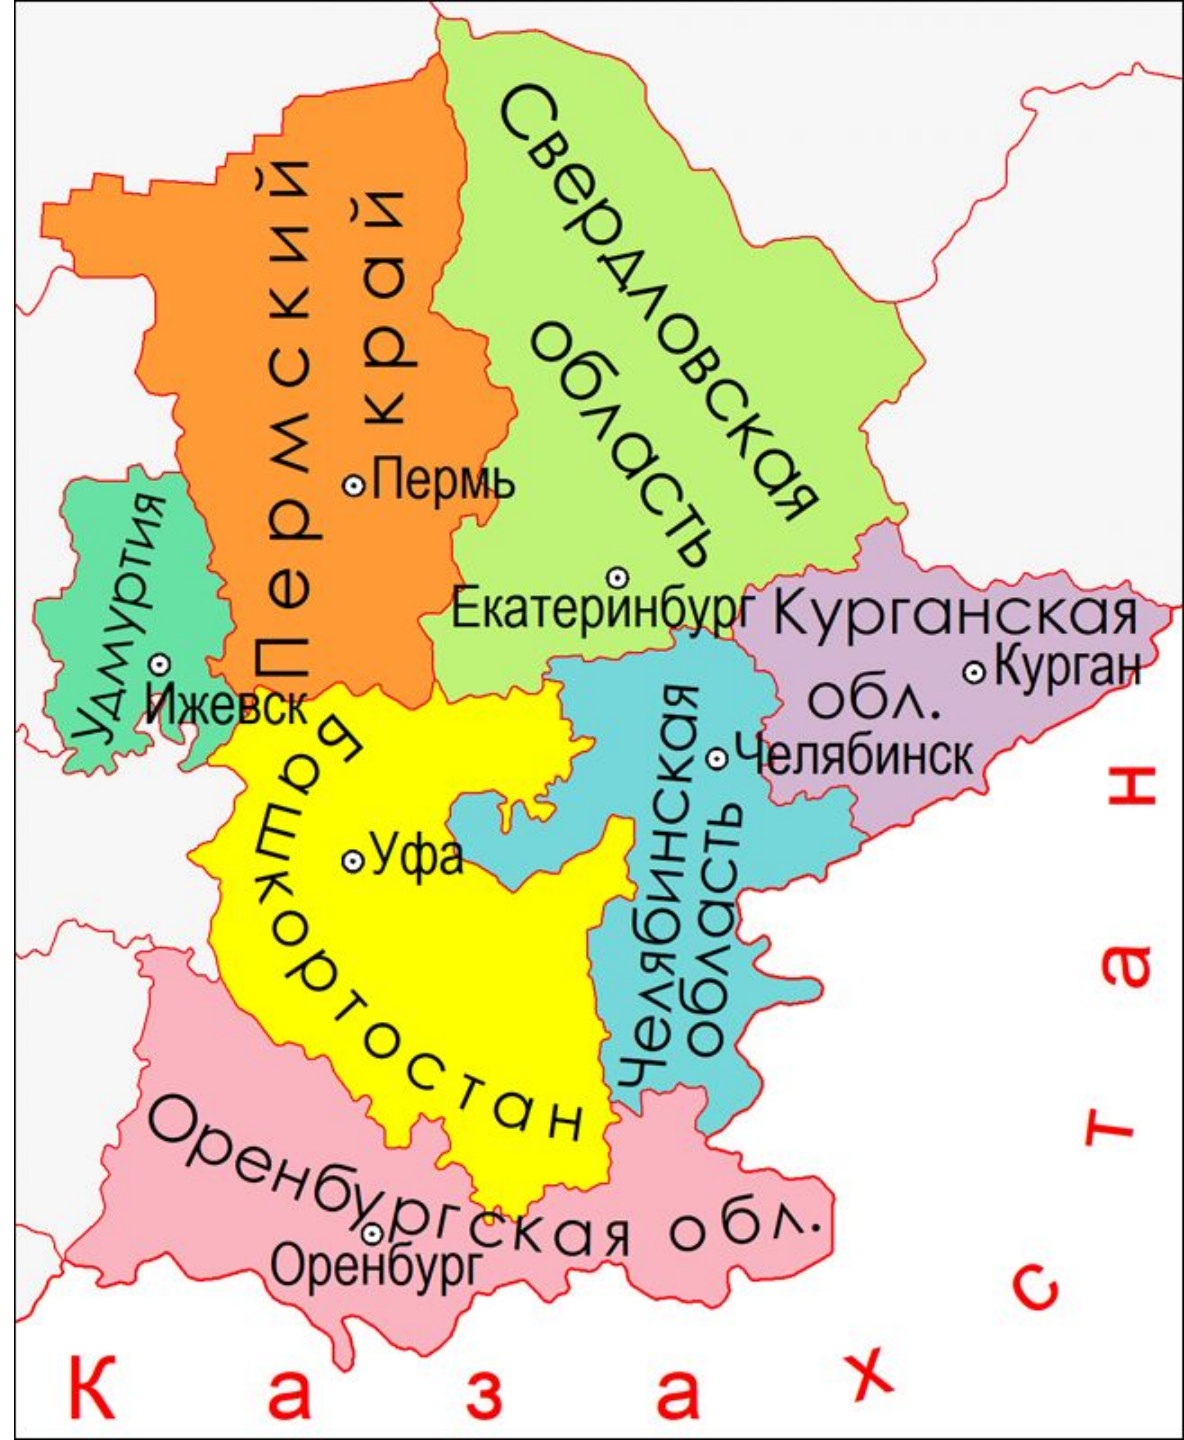 Пермский
край
Свердловская
область
Пермь
Удмуртия
Ижевск
Екатеринбург
Курганская
обл.
Курган
Челябинская
область
Челябинск
Башкортостан
Уфа
Оренбургская обл.
Оренбург
Казахстан